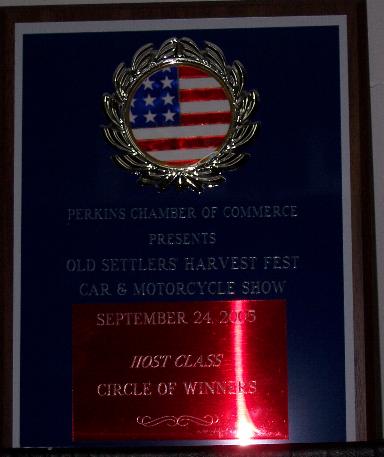 PERKINS CHAMBER OF COMMERCE
PRESENTS
OLD SETTLERS' HARVEST FEST
CAR & MOTORCYCLE SHOW
SEPTEMBER 24, 2005
HOST CLASS
CIRCLE OF WINNERS